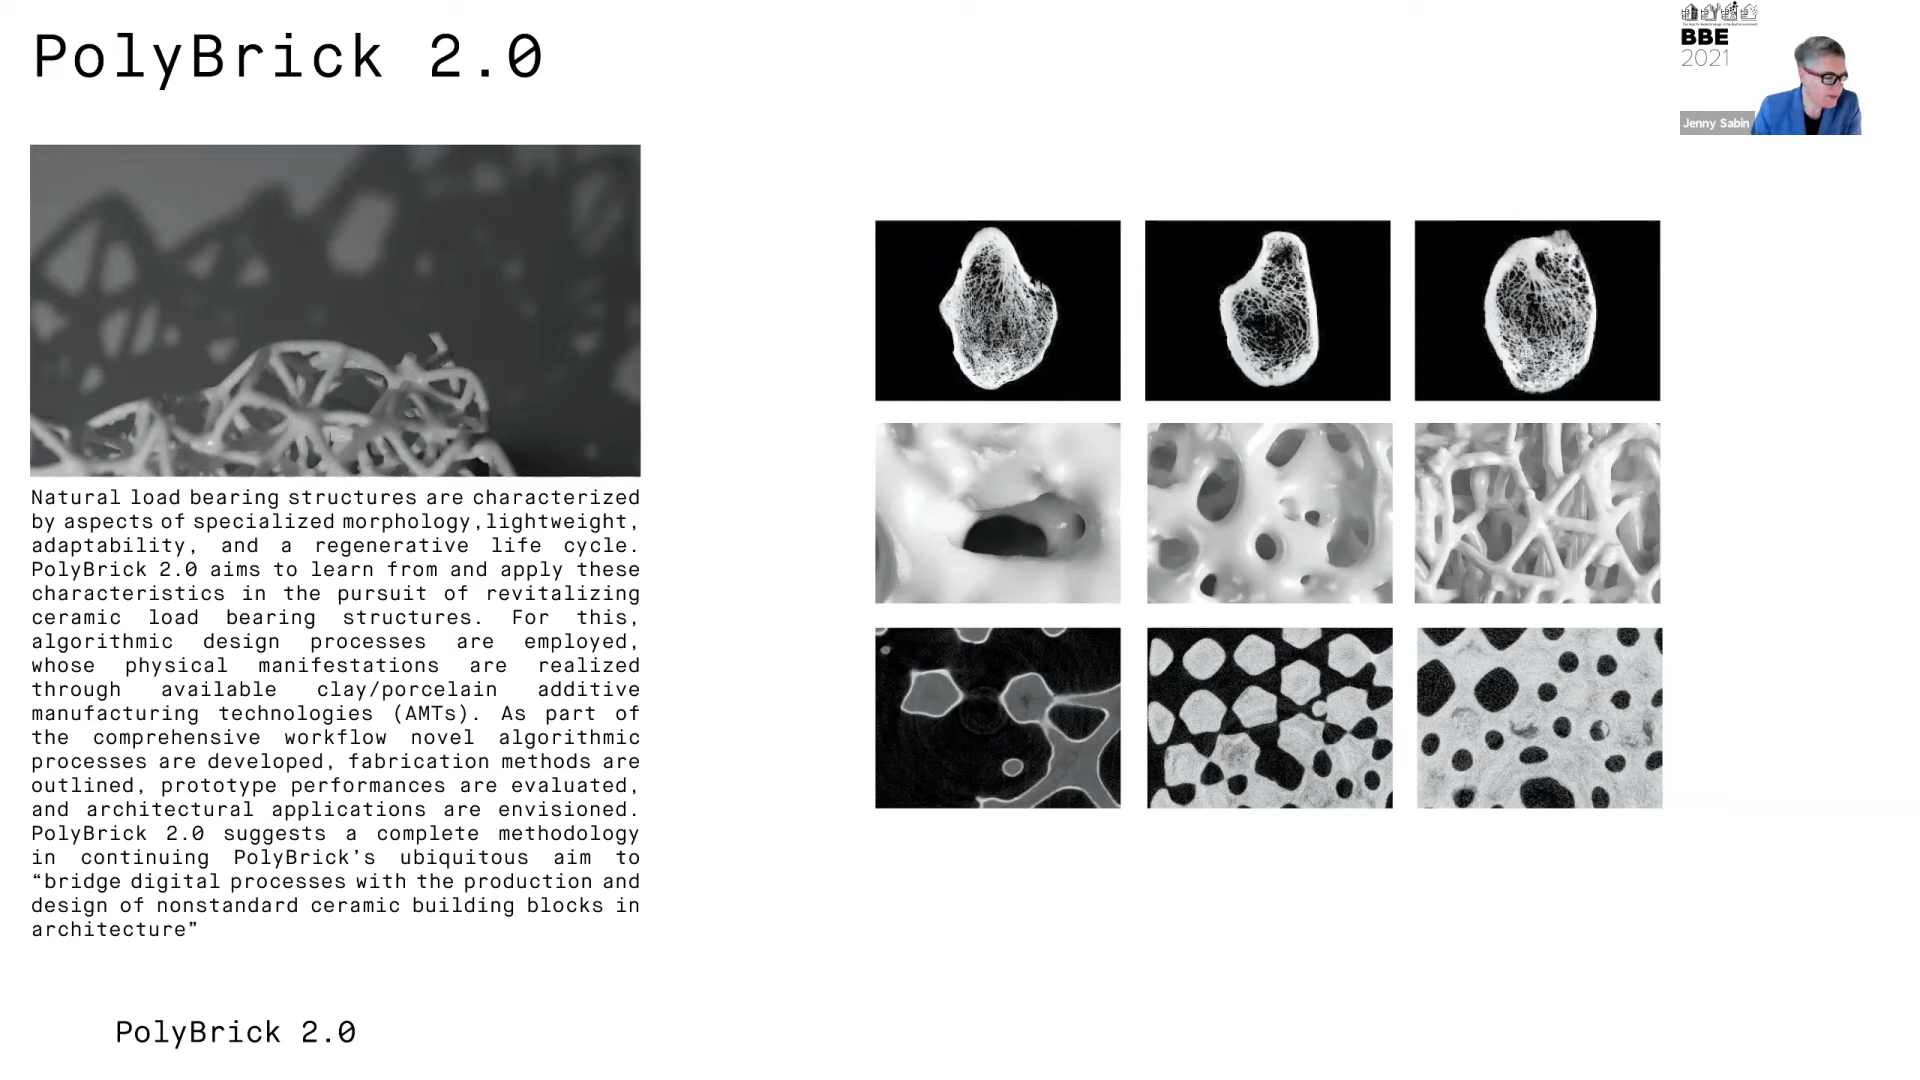 PolyBrick 2.0
BBE
2021
Jenny Sabin
Natural load bearing structures are characterized
by aspects of specialized morphology,lightweight,
adaptability, and a regenerative life cycle.
PolyBrick 2.0 aims to learn from and apply these
characteristics in the pursuit of revitalizing
ceramic load bearing structures. For this,
algorithmic design processes are employed,
whose physical manifestations are realized
through available clay/porcelain additive
manufacturing technologies (AMTs). As part of
the comprehensive workflow novel algorithmic
processes are developed, fabrication methods are
outlined, prototype performances are evaluated,
and architectural applications are envisioned.
PolyBrick 2.0 suggests a complete methodology
in continuing PolyBrick’s ubiquitous aim to
“bridge digital processes with the production and
design of nonstandard ceramic building blocks in
architecture”
PolyBrick 2.0